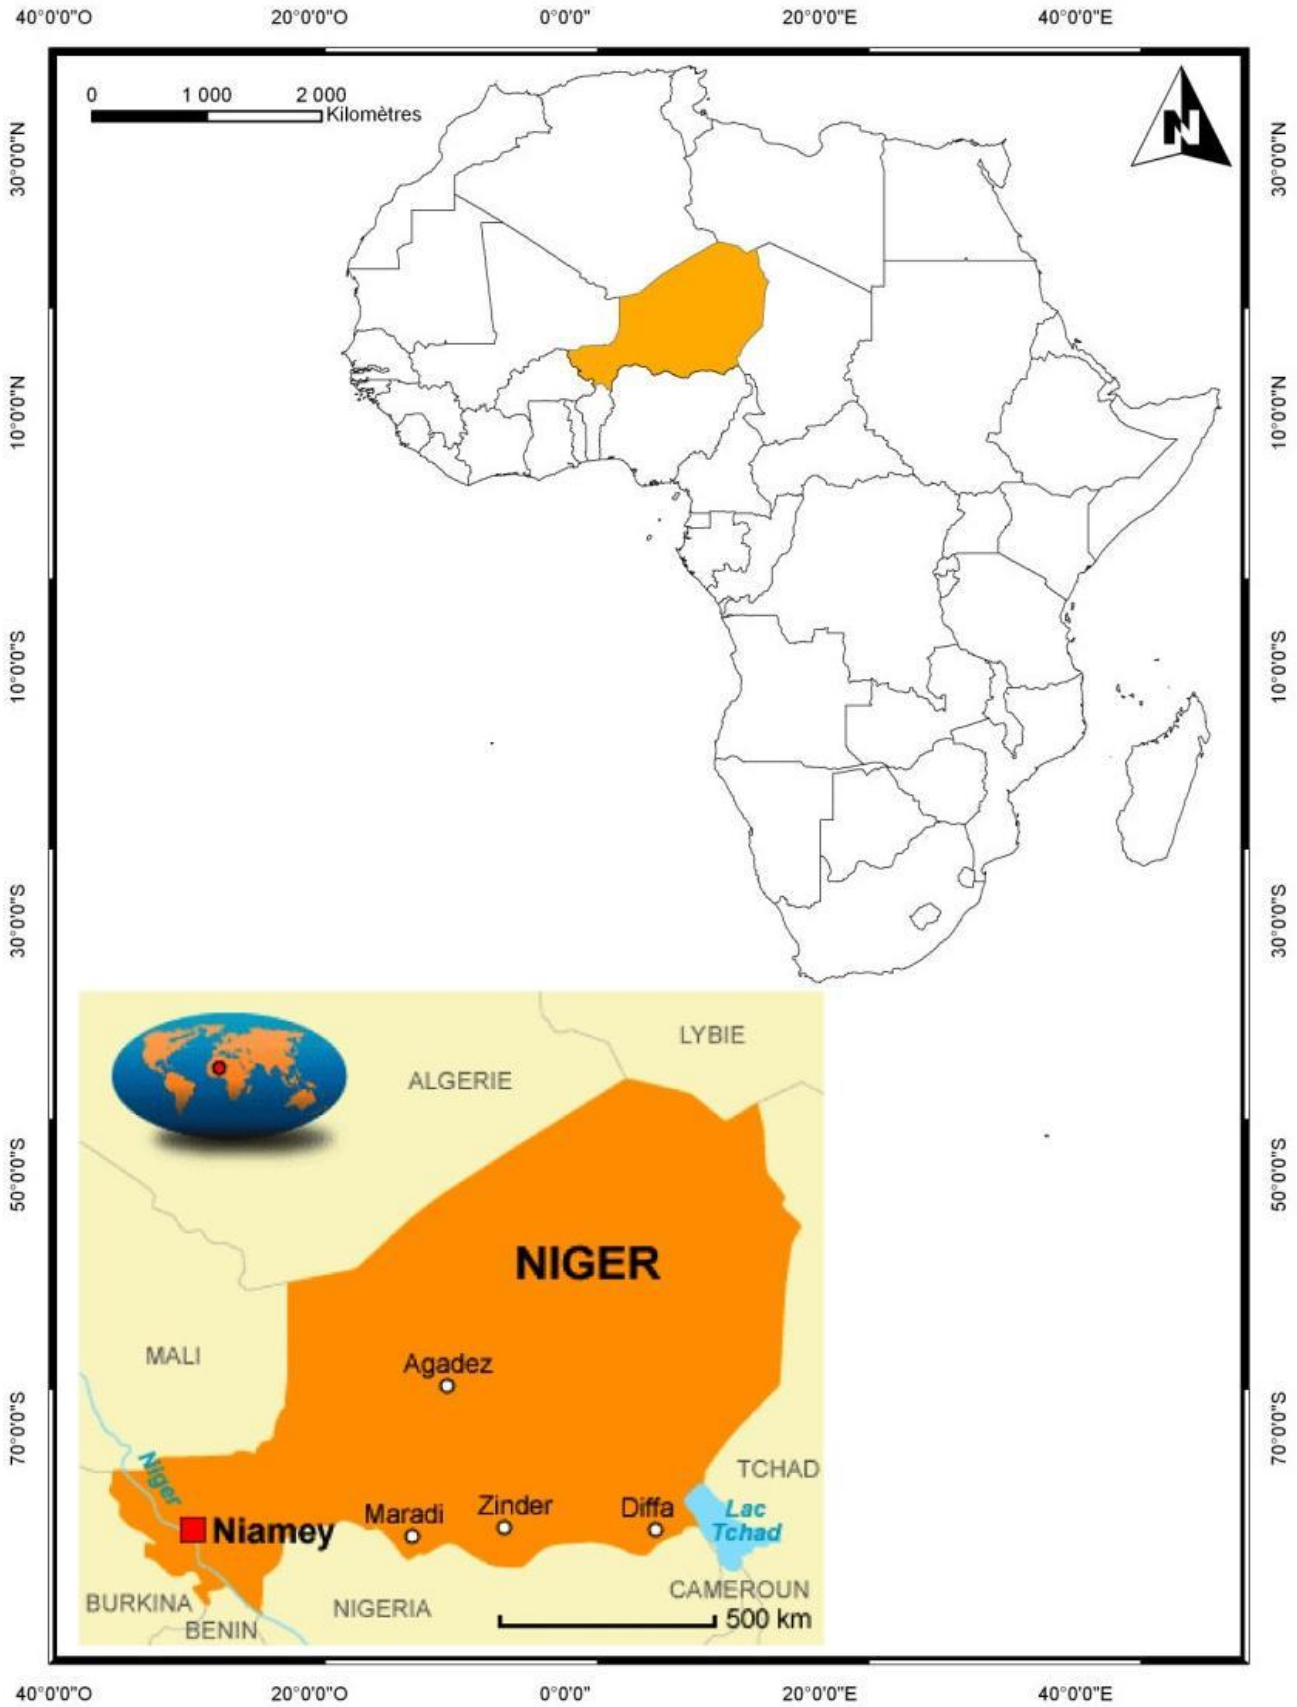 40°0'0"O 20°0'0"O 0°0'0" 20°0'0"E 40°0'0"E
0 1 000 2 000
Kilomètres
N
30°0'0"N 30°0'0"N
10°0'0"N 10°0'0"N
10°0'0"S 10°0'0"S
30°0'0"S 30°0'0"S
50°0'0"S 50°0'0"S
70°0'0"S 70°0'0"S
LYBIE
ALGERIE
NIGER
MALI
Agadez
TCHAD
Niger
Maradi Zinder Diffa
Lac
Tchad
Niamey
CAMEROUN
BURKINA
NIGERIA
500 km
BENIN
40°0'0"O 20°0'0"O 0°0'0" 20°0'0"E 40°0'0"E